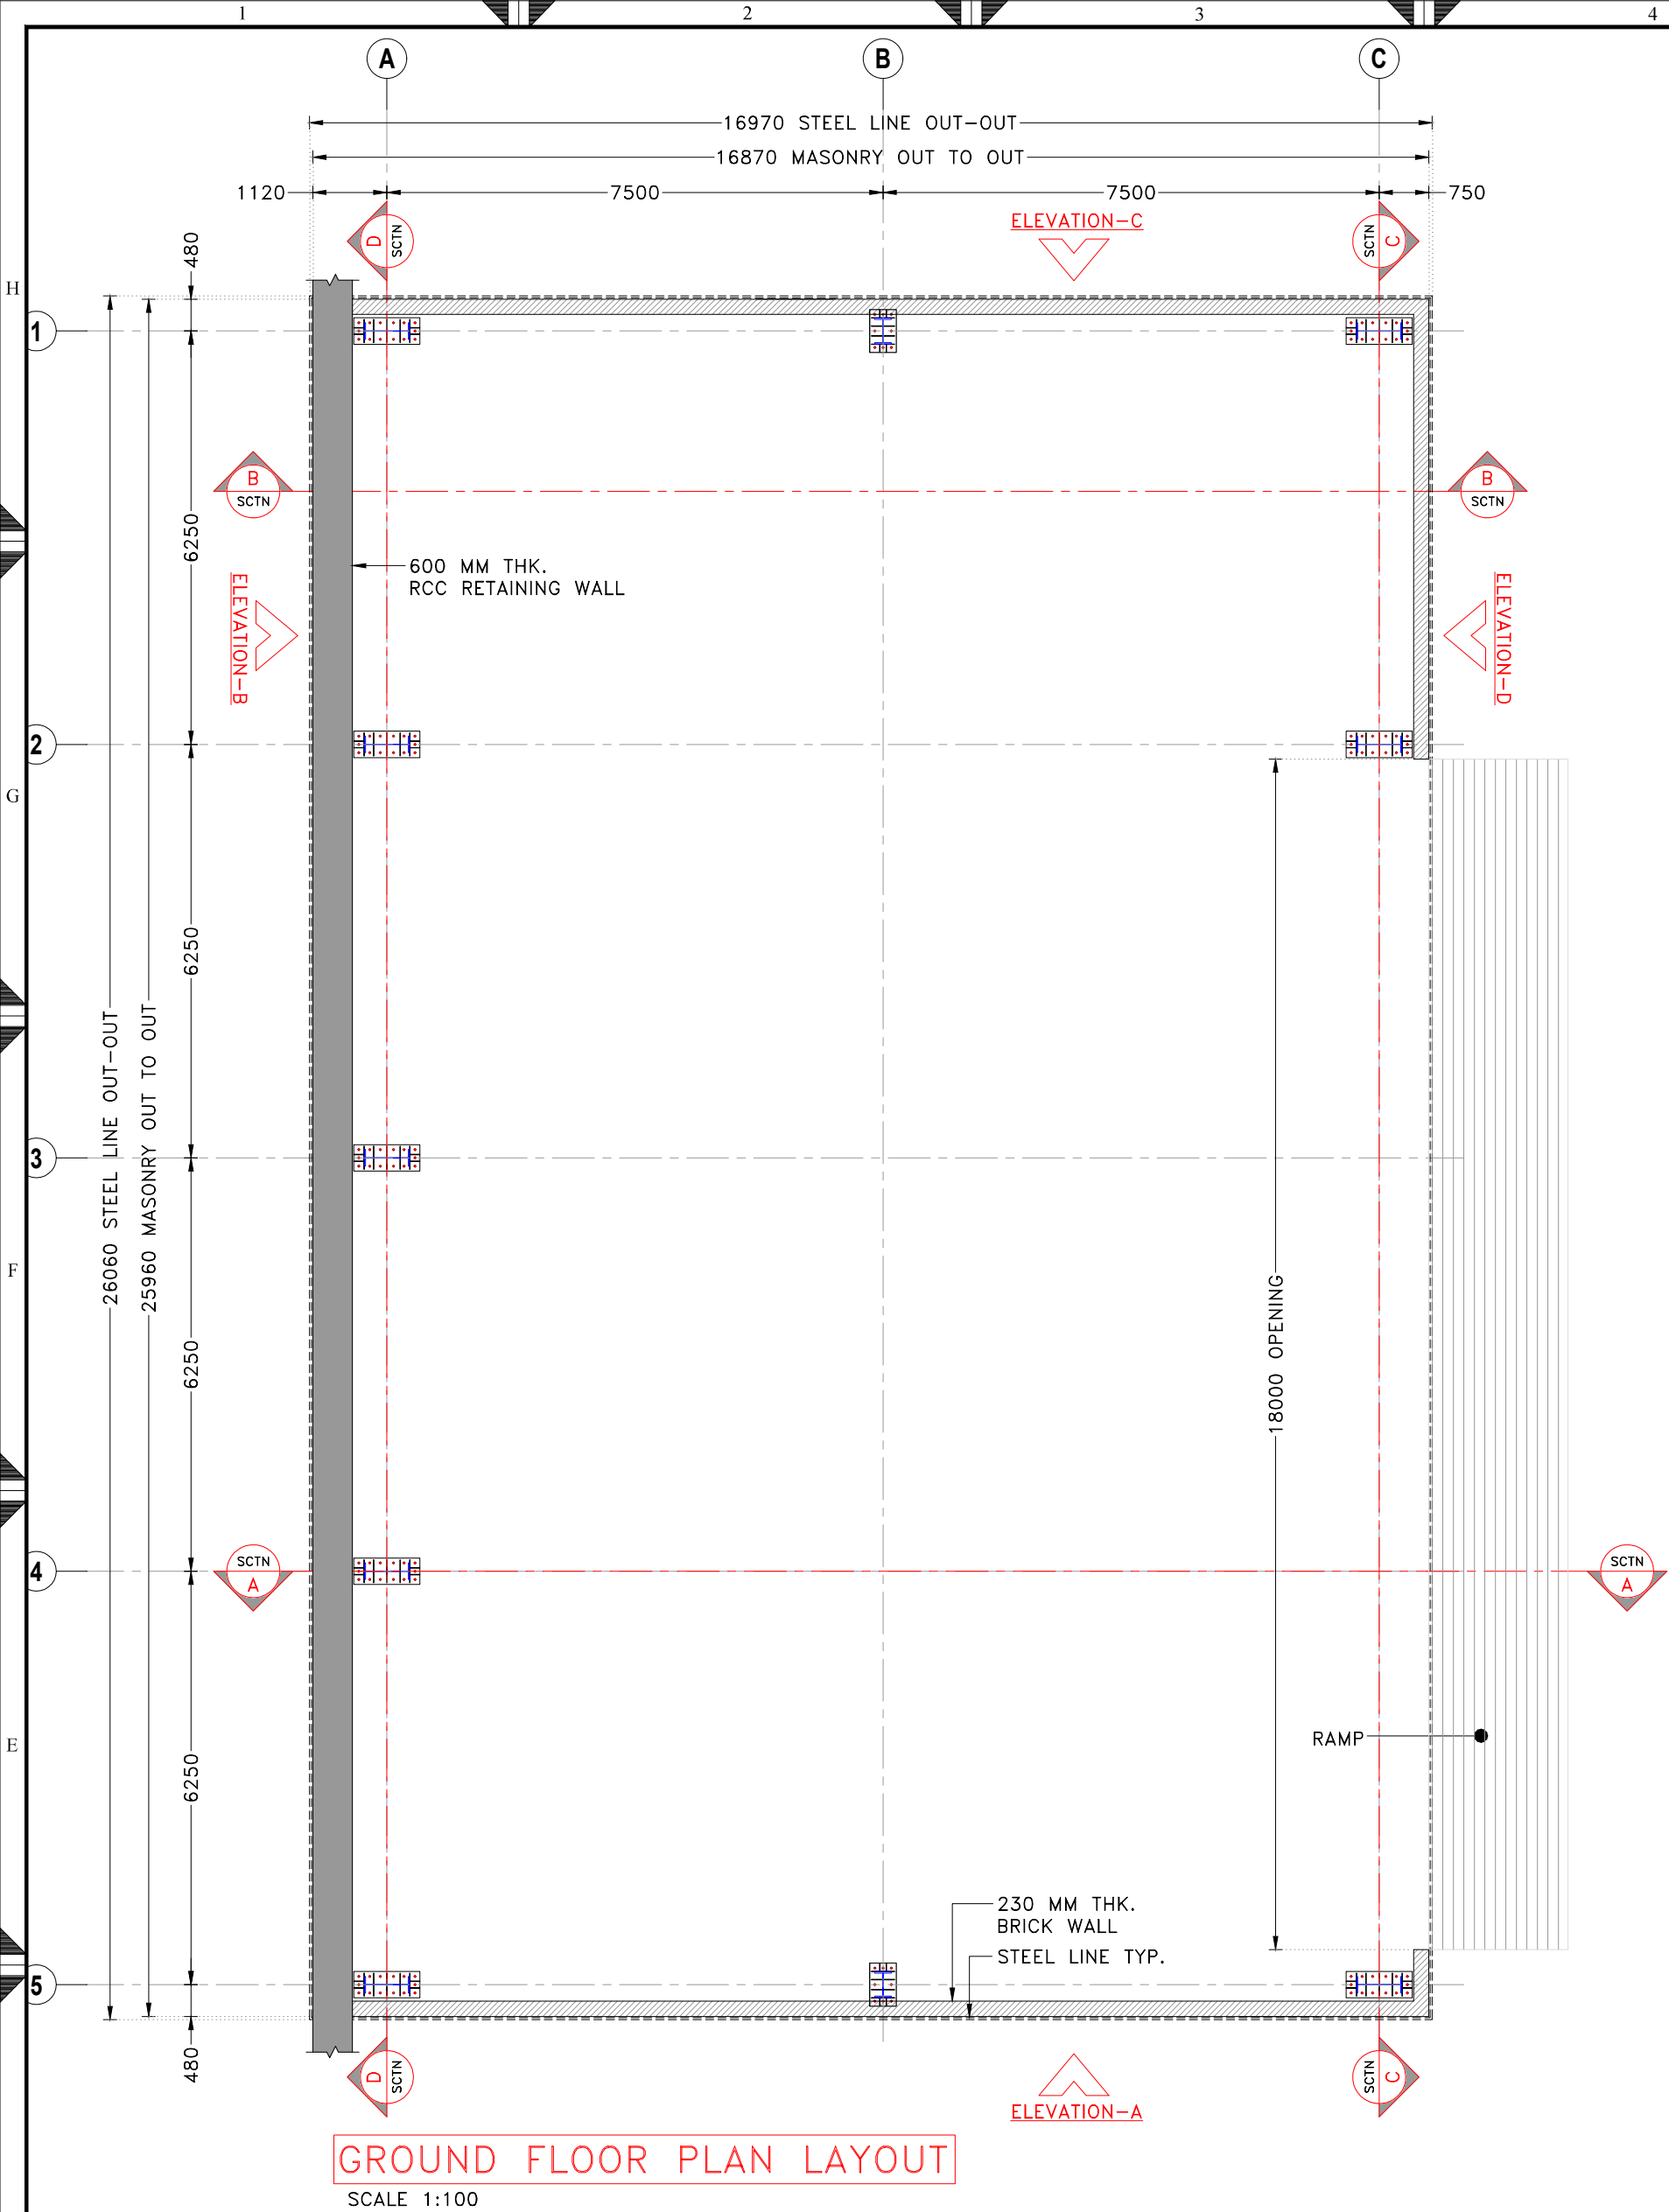 1 2 3 4
A B C
16970 STEEL LINE OUT-OUT
16870 MASONRY OUT TO OUT
1120 7500 7500 750
ELEVATION-C
D SCTN
SCTN C
480
H
1
B SCTN
B SCTN
6250
600 MM THK.
RCC RETAINING WALL
ELEVATION-B
ELEVATION-D
2
G
6250
26060 STEEL LINE OUT-OUT
25960 MASONRY OUT TO OUT
3
F
18000 OPENING
6250
4
SCTN A
SCTN A
E
RAMP
6250
230 MM THK.
BRICK WALL
STEEL LINE TYP.
5
480
D SCTN
SCTN C
ELEVATION-A
GROUND FLOOR PLAN LAYOUT
SCALE 1:100